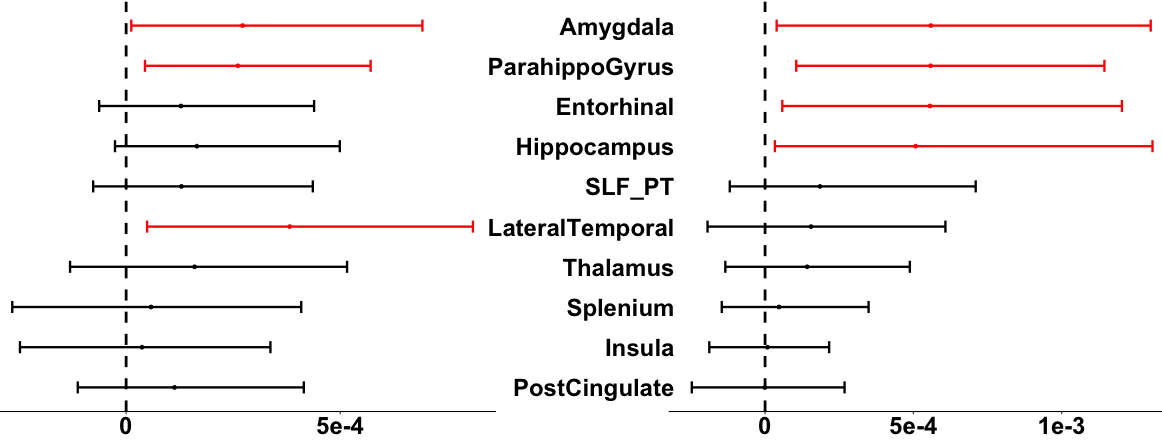 Amygdala
ParahippoGyrus
Entorhinal
Hippocampus
SLF_PT
LateralTemporal
Thalamus
Splenium
Insula
PostCingulate
0 5e-4 0 5e-4 1e-3